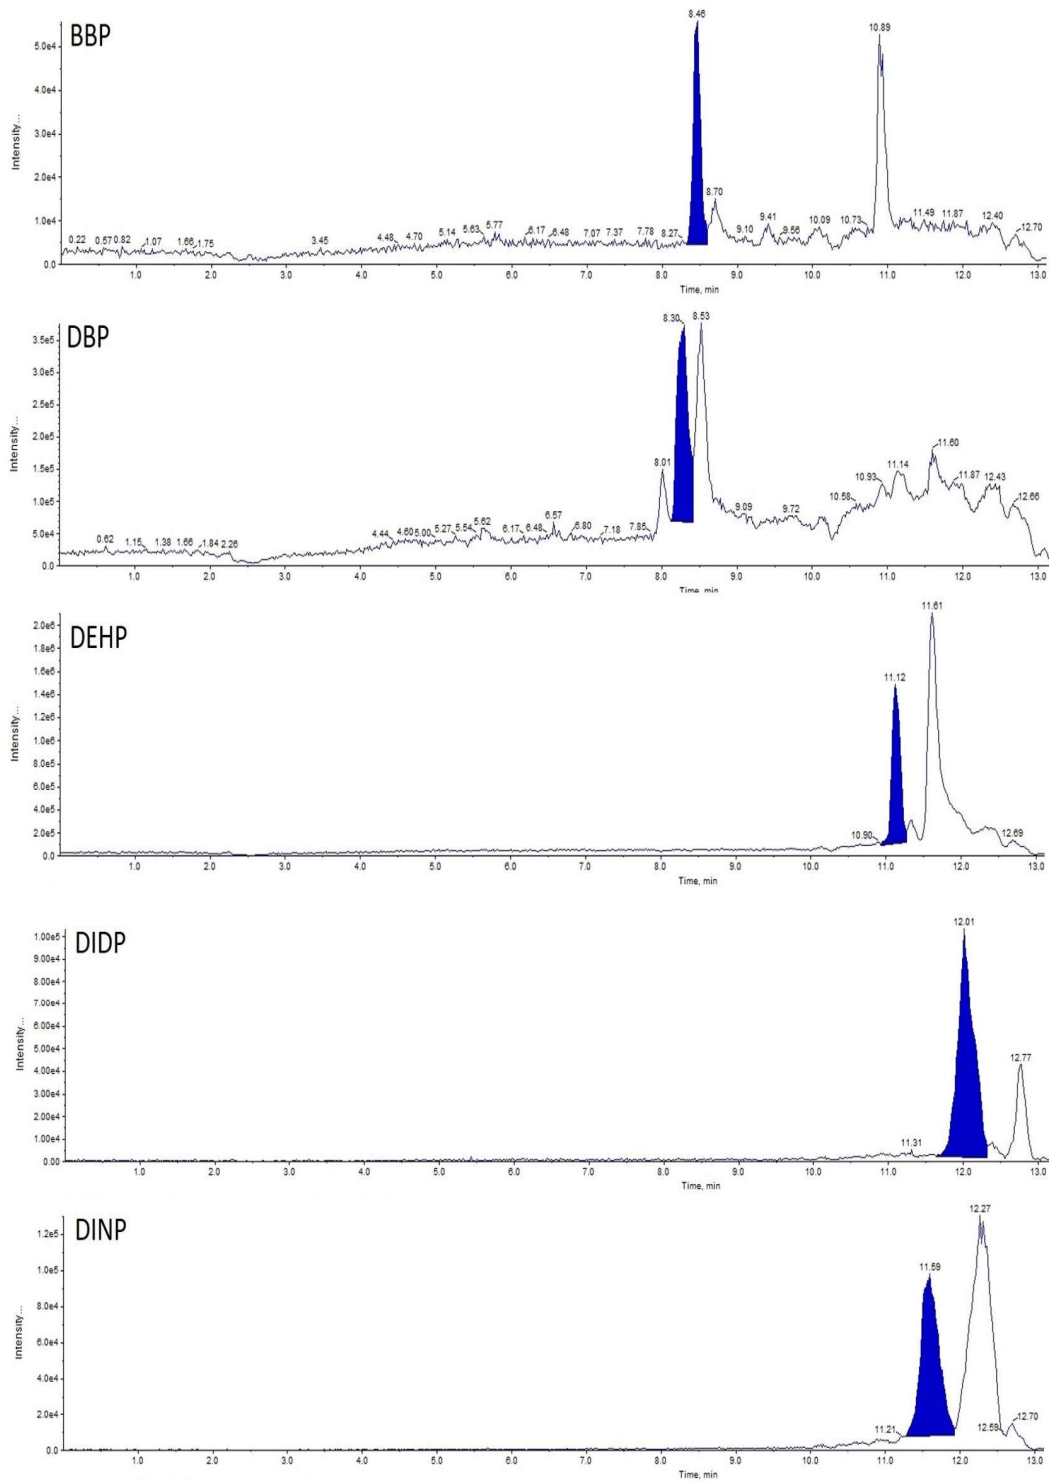 BBP
Intensity...
5.0e4
4.0e4
3.0e4
2.0e4
1.0e4
0.0
8.46
10.89
8.70
0.22 0.57 0.82 1.07 1.66 1.75 3.45 4.48 4.70 5.14 5.63 5.77 6.17 6.48 7.07 7.37 7.78 8.27 9.10 9.41 9.56 10.09 10.73 11.49 11.87 12.40 12.70
1.0 2.0 3.0 4.0 5.0 6.0 7.0 8.0 9.0 10.0 11.0 12.0 13.0
Time, min
DBP
Intensity...
3.5e5
3.0e5
2.5e5
2.0e5
1.5e5
1.0e5
5.0e4
0.0
8.30 8.53
8.01
0.62 1.15 1.38 1.66 1.84 2.26 4.44 4.60 5.00 5.27 5.54 5.62 6.17 6.48 6.57 6.80 7.18 7.85 9.09 9.72 10.58 10.93 11.14 11.60 11.87 12.43 12.66
1.0 2.0 3.0 4.0 5.0 6.0 7.0 8.0 9.0 10.0 11.0 12.0 13.0
Time, min
DEHP
Intensity...
2.0e6
1.8e6
1.6e6
1.4e6
1.2e6
1.0e6
8.0e5
6.0e5
4.0e5
2.0e5
0.0
11.61
11.12
10.90
12.69
1.0 2.0 3.0 4.0 5.0 6.0 7.0 8.0 9.0 10.0 11.0 12.0 13.0
Time, min
DIDP
Intensity...
1.00e5
9.00e4
8.00e4
7.00e4
6.00e4
5.00e4
4.00e4
3.00e4
2.00e4
1.00e4
0.00
12.01
12.77
11.31
1.0 2.0 3.0 4.0 5.0 6.0 7.0 8.0 9.0 10.0 11.0 12.0 13.0
Time, min
DINP
Intensity...
1.2e5
1.0e5
8.0e4
6.0e4
4.0e4
2.0e4
0.0
12.27
11.59
11.21
12.59
12.70
1.0 2.0 3.0 4.0 5.0 6.0 7.0 8.0 9.0 10.0 11.0 12.0 13.0
Time, min